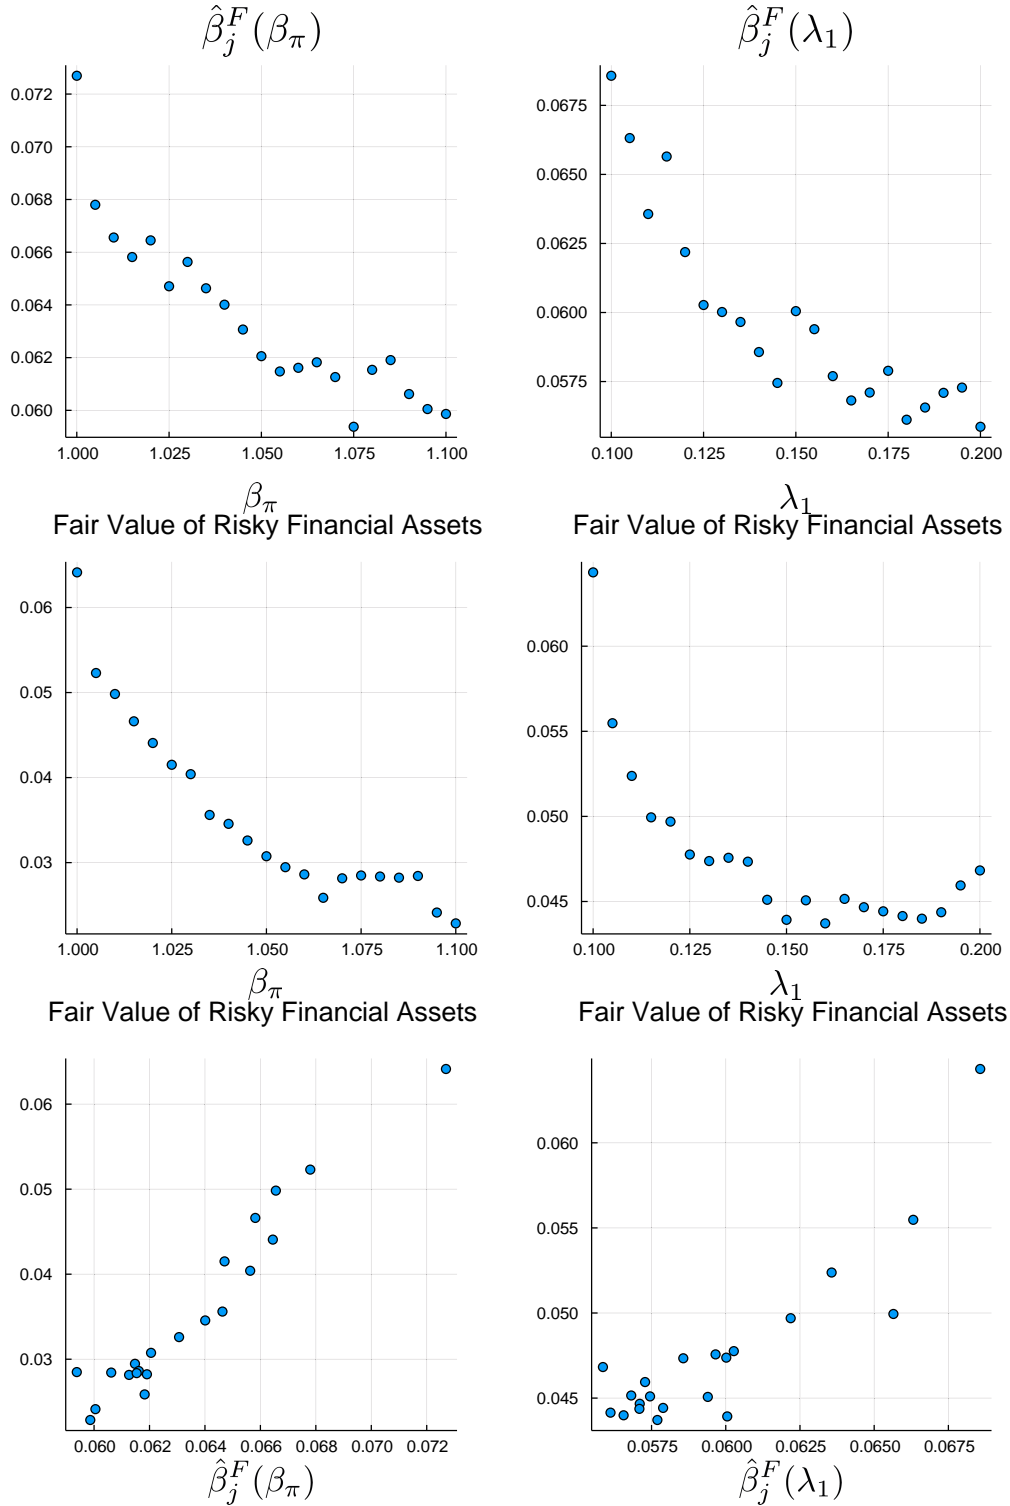 β̂_j^F(β_π)
0.072
0.070
0.068
0.066
0.064
0.062
0.060
1.000 1.025 1.050 1.075 1.100
β_π
β̂_j^F(λ_1)
0.0675
0.0650
0.0625
0.0600
0.0575
0.100 0.125 0.150 0.175 0.200
λ_1
Fair Value of Risky Financial Assets
0.06
0.05
0.04
0.03
1.000 1.025 1.050 1.075 1.100
β_π
Fair Value of Risky Financial Assets
0.060
0.055
0.050
0.045
0.100 0.125 0.150 0.175 0.200
λ_1
Fair Value of Risky Financial Assets
0.06
0.05
0.04
0.03
0.060 0.062 0.064 0.066 0.068 0.070 0.072
β̂_j^F(β_π)
Fair Value of Risky Financial Assets
0.060
0.055
0.050
0.045
0.0575 0.0600 0.0625 0.0650 0.0675
β̂_j^F(λ_1)